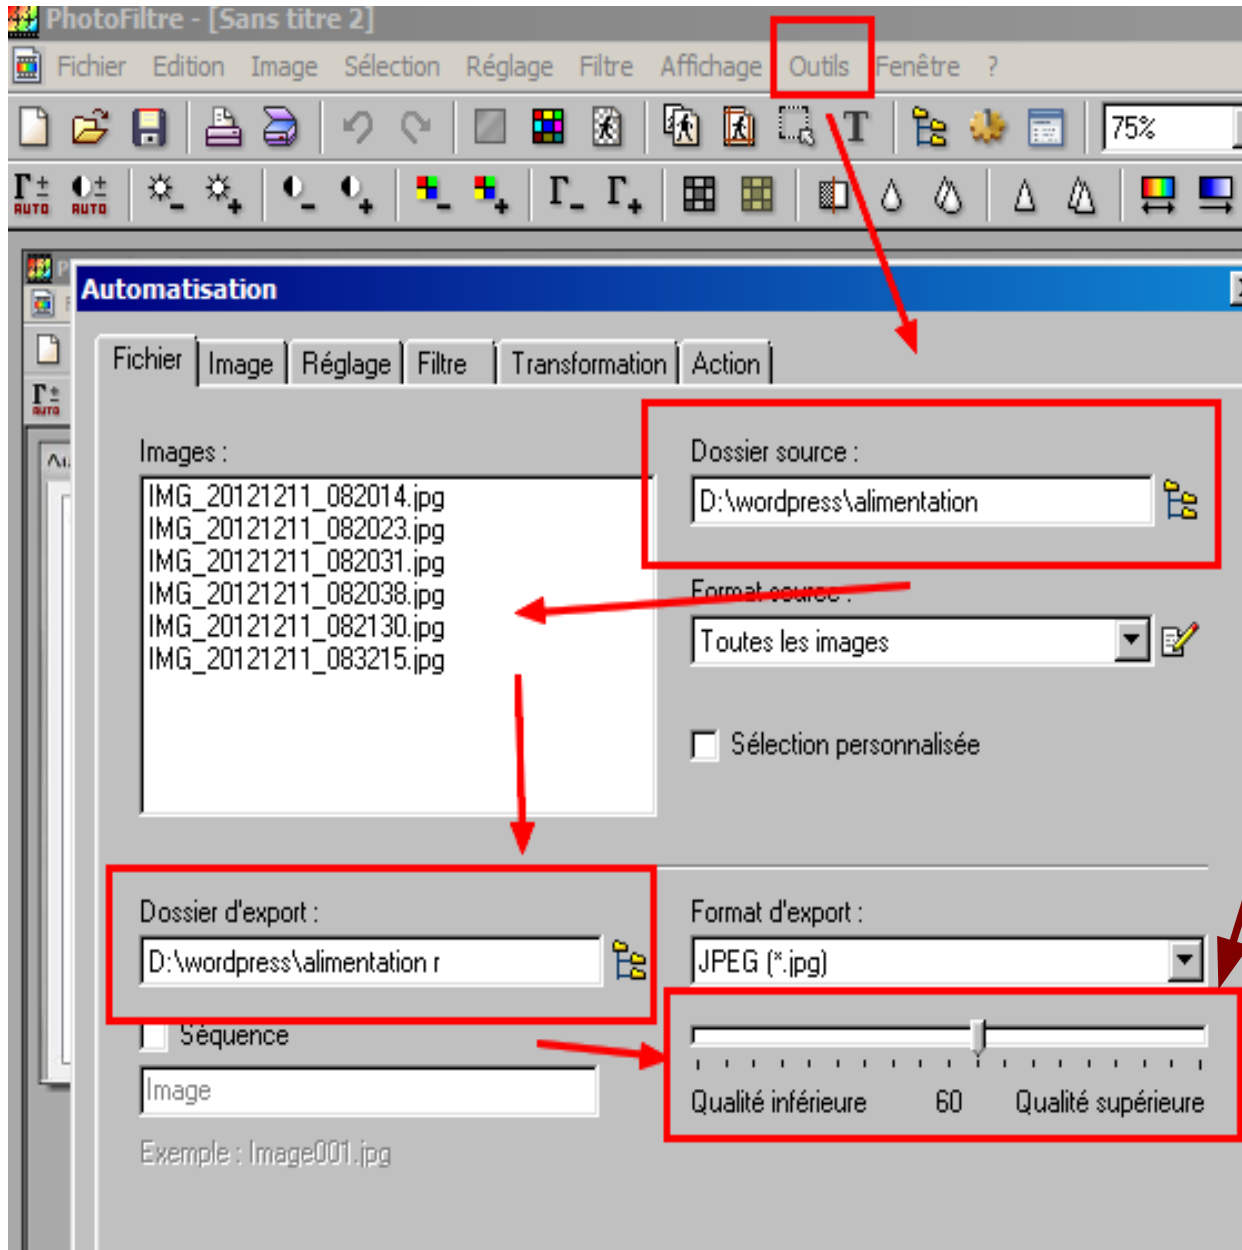 PhotoFiltre - [Sans titre 2]
Fichier Edition Image Sélection Réglage Filtre Affichage Outils Fenêtre ?
T 75%
Γ± AUTO AUTO Γ- Γ+
Automatisation
Fichier Image Réglage Filtre Transformation Action
Γ± AUTO
Images :
IMG_20121211_082014.jpg
IMG_20121211_082023.jpg
IMG_20121211_082031.jpg
IMG_20121211_082038.jpg
IMG_20121211_082130.jpg
IMG_20121211_083215.jpg
Dossier source :
D:\wordpress\alimentation
Format source :
Toutes les images
Sélection personnalisée
Dossier d'export :
D:\wordpress\alimentation r
Format d'export :
JPEG (*.jpg)
Séquence
Image
Exemple : Image001.jpg
Qualité inférieure 60 Qualité supérieure